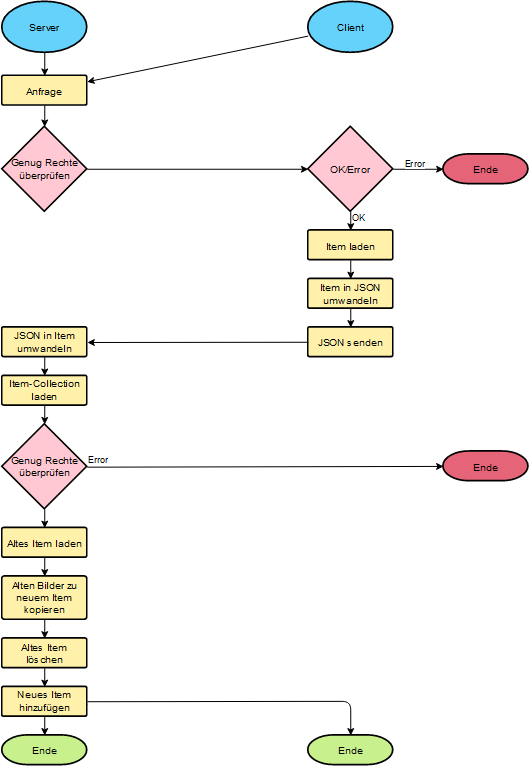 Server
Client
Anfrage
Genug Rechte
überprüfen
OK/Error
Error
Ende
OK
Item laden
Item in JSON
umwandeln
JSON in Item
umwandeln
JSON senden
Item-Collection
laden
Genug Rechte
überprüfen
Error
Ende
Altes Item laden
Alten Bilder zu
neuem Item
kopieren
Altes Item
löschen
Neues Item
hinzufügen
Ende
Ende